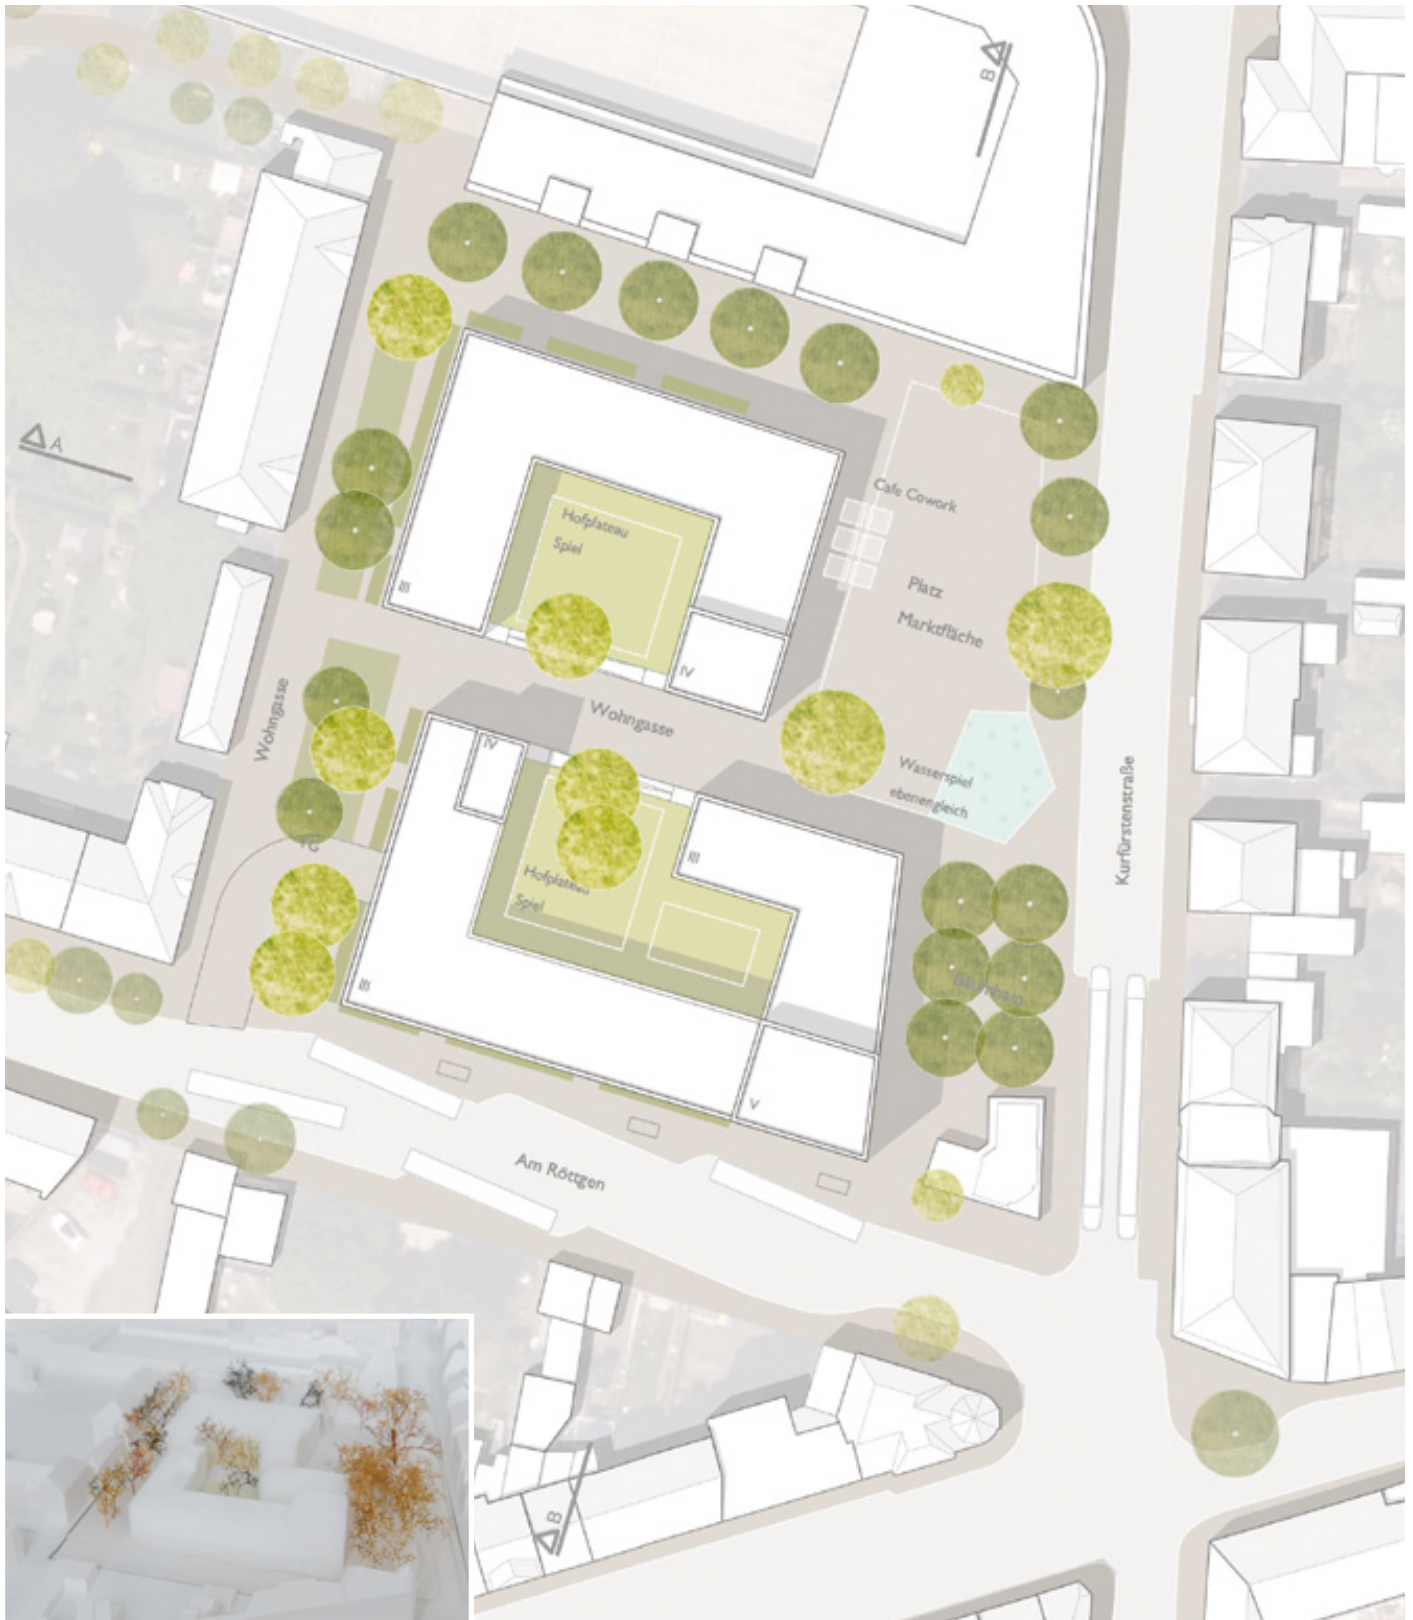 B
A
Cafe Cowork
Hofplateau
Spiel
Platz
Marktfläche
III
IV
Wohngasse
Wohngasse
IV
Wasserspiel
ebenengleich
Kurfürstenstraße
TG
III
Hofplateau
Spiel
III
Baumhain
V
Am Röttgen
B